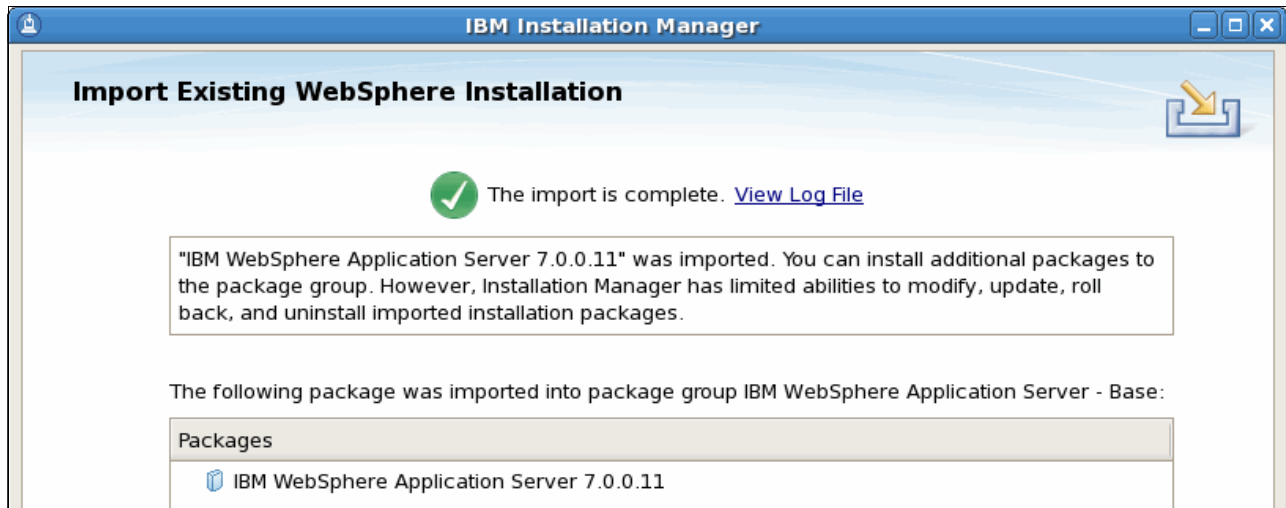 IBM Installation Manager
Import Existing WebSphere Installation
The import is complete. View Log File
"IBM WebSphere Application Server 7.0.0.11" was imported. You can install additional packages to
the package group. However, Installation Manager has limited abilities to modify, update, roll
back, and uninstall imported installation packages.
The following package was imported into package group IBM WebSphere Application Server - Base:
Packages
IBM WebSphere Application Server 7.0.0.11